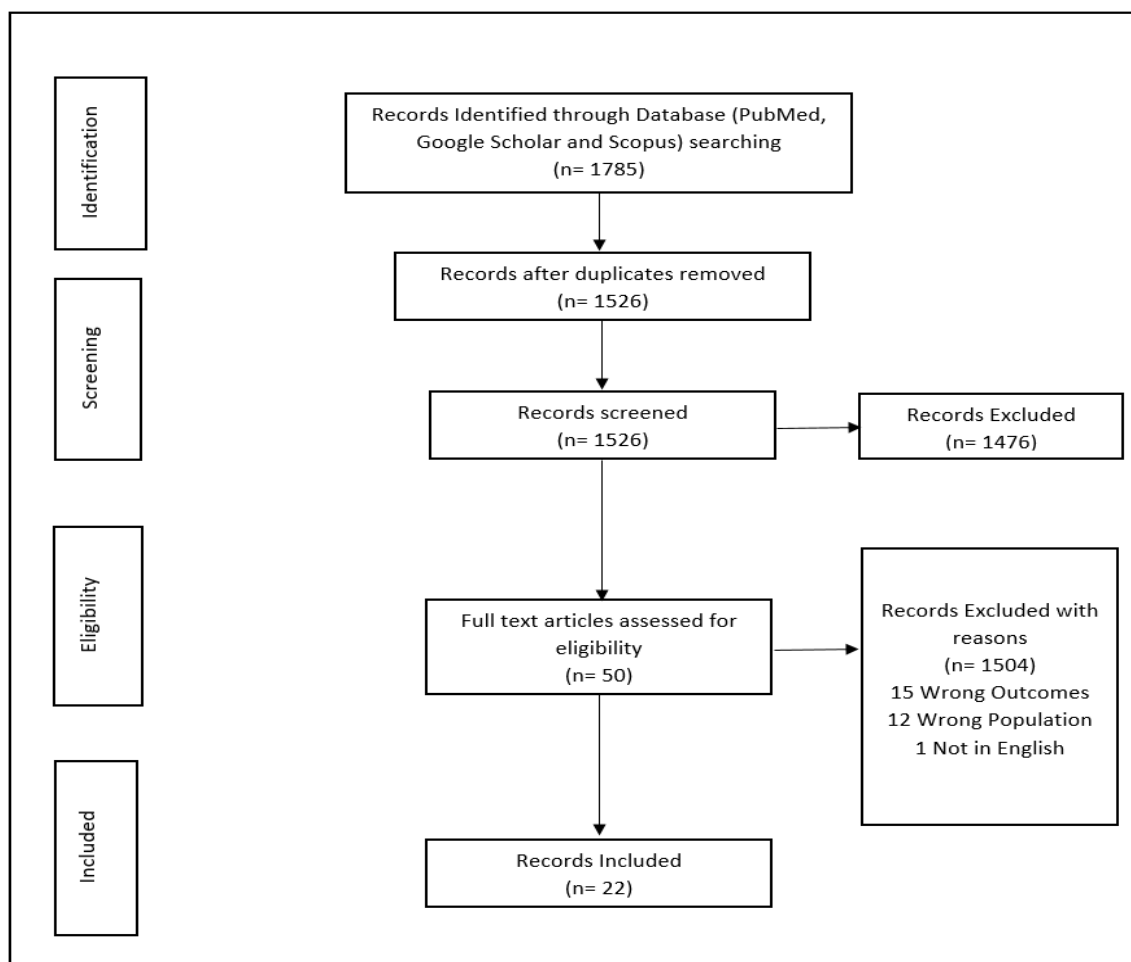 Identification
Records Identified through Database (PubMed,
Google Scholar and Scopus) searching
(n= 1785)
Records after duplicates removed
(n= 1526)
Screening
Records screened
(n= 1526)
Records Excluded
(n= 1476)
Eligibility
Full text articles assessed for
eligibility
(n= 50)
Records Excluded with
reasons
(n= 1504)
15 Wrong Outcomes
12 Wrong Population
1 Not in English
Included
Records Included
(n= 22)